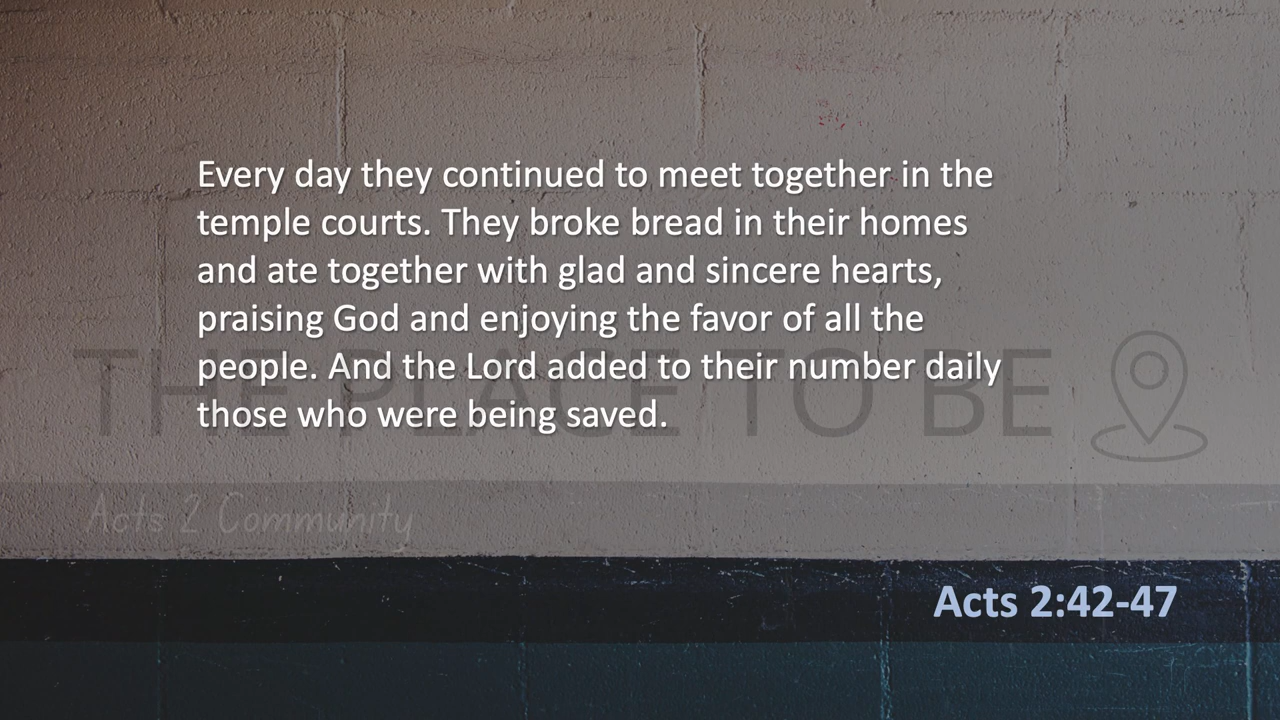 Every day they continued to meet together in the
temple courts. They broke bread in their homes
and ate together with glad and sincere hearts,
praising God and enjoying the favor of all the
people. And the Lord added to their number daily
those who were being saved.
THE PLACE TO BE
Acts 2 Community
Acts 2:42-47